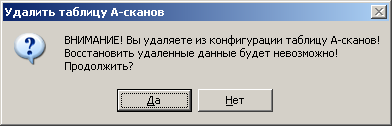 Удалить таблицу А-сканов
ВНИМАНИЕ! Вы удаляете из конфигурации таблицу А-сканов!
Восстановить удаленные данные будет невозможно!
Продолжить?
Да
Нет